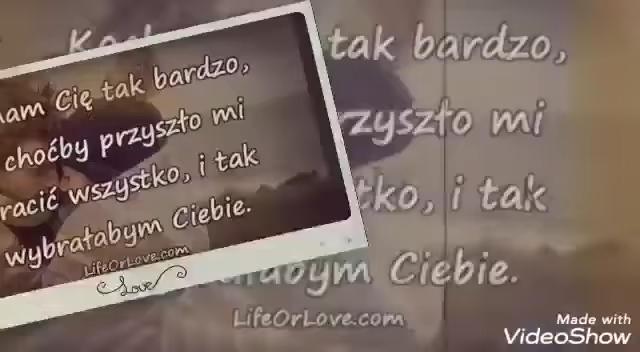 am Cię tak bardzo,
choćby przyszło mi
racić wszystko, i tak
wybrałabym Ciebie.
LifeOrLove.com
Love
tak bardzo,
zyszło mi
tko, i tak
abym Ciebie.
LifeOrLove.com
Made with
VideoShow